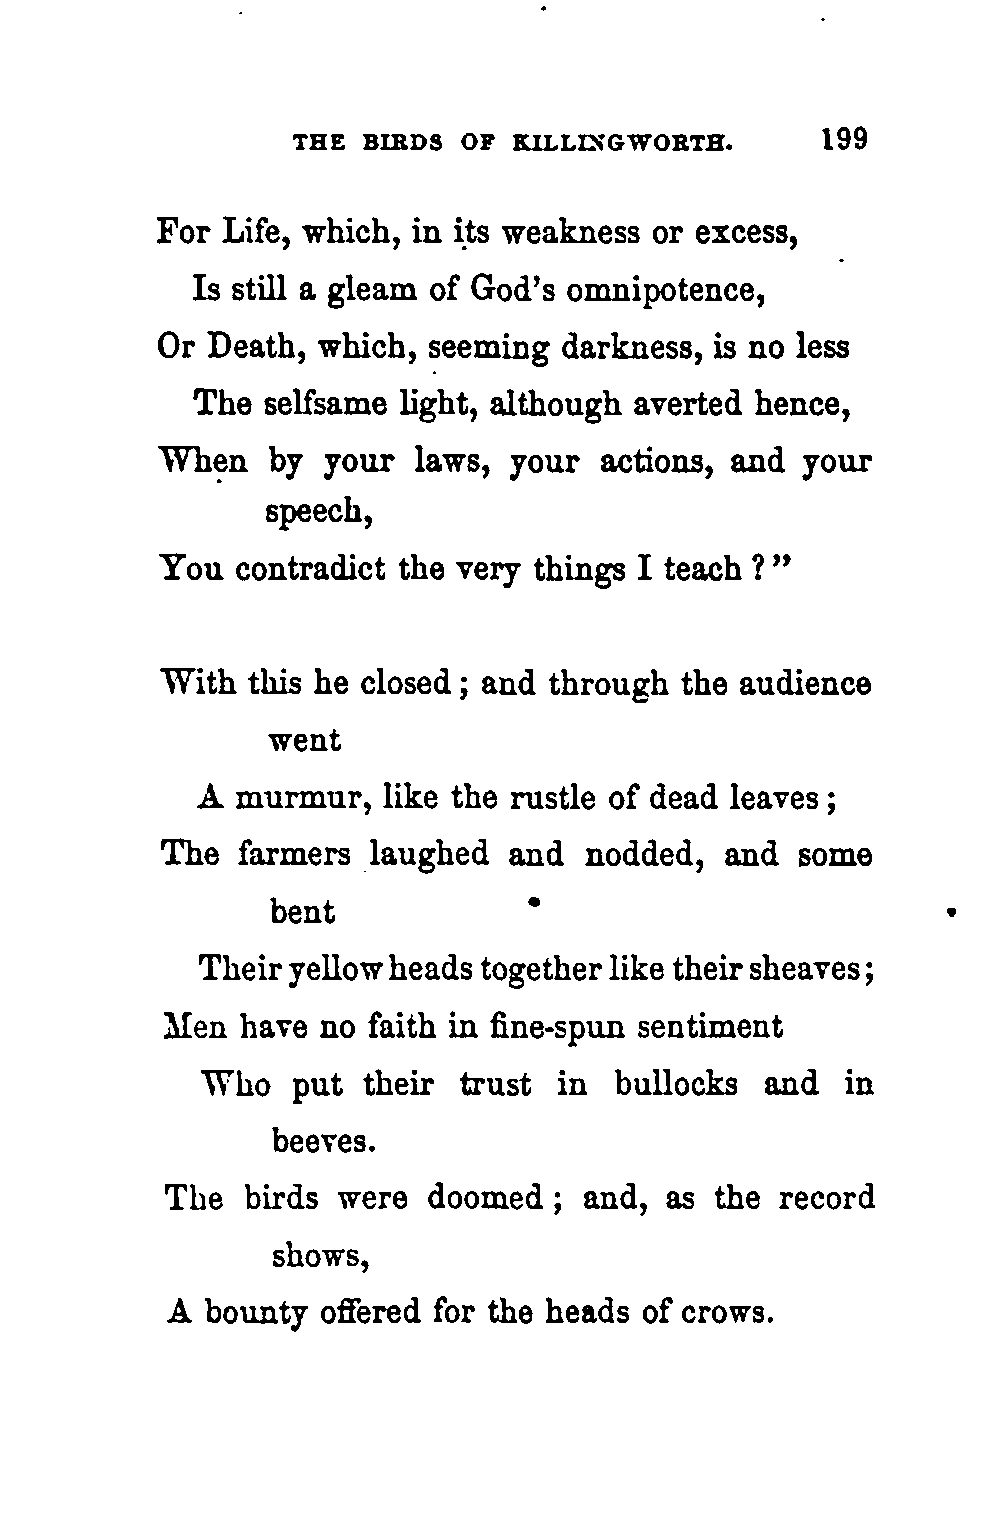 THE BIRDS OF KILLINGWORTH. 199
For Life, which, in its weakness or excess,
Is still a gleam of God's omnipotence,
Or Death, which, seeming darkness, is no less
The selfsame light, although averted hence,
When by your laws, your actions, and your
speech,
You contradict the very things I teach ? "
With this he closed ; and through the audience
went
A murmur, like the rustle of dead leaves ;
The farmers laughed and nodded, and some
bent
Their yellow heads together like their sheaves ;
Men have no faith in fine-spun sentiment
Who put their trust in bullocks and in
beeves.
The birds were doomed ; and, as the record
shows,
A bounty offered for the heads of crows.